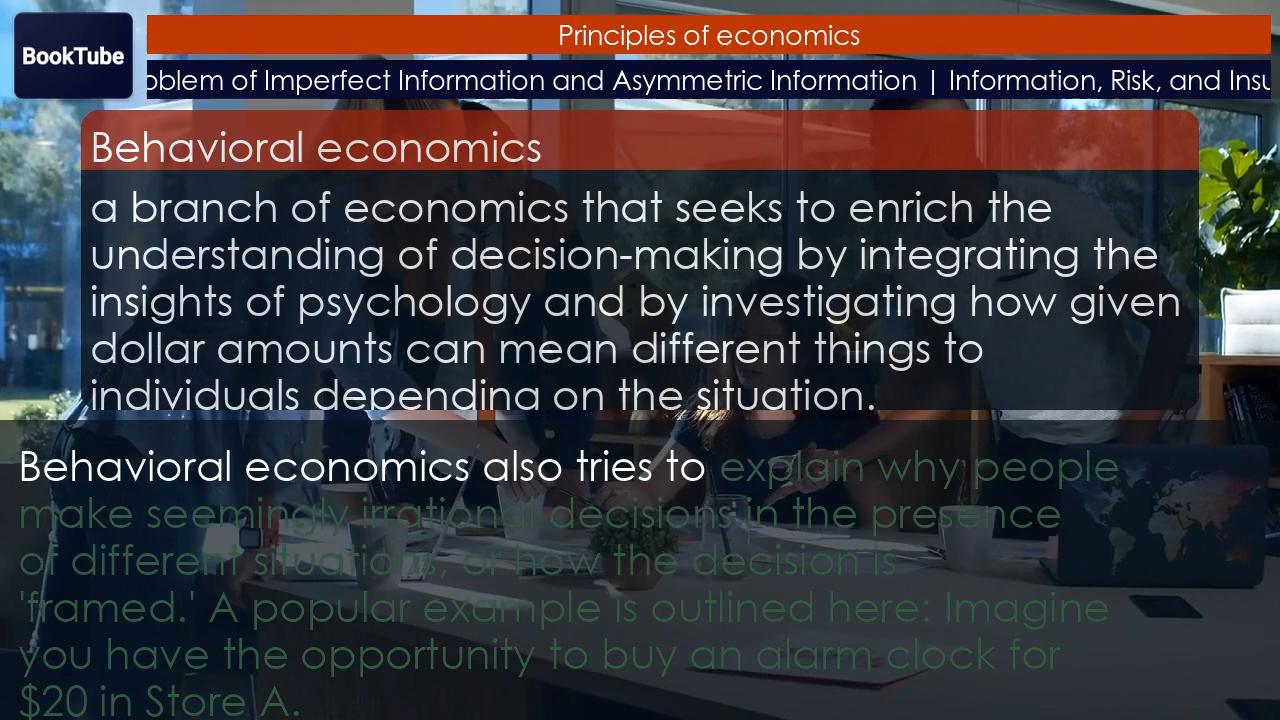 BookTube
Principles of economics
oblem of Imperfect Information and Asymmetric Information | Information, Risk, and Insu
Behavioral economics
a branch of economics that seeks to enrich the
understanding of decision-making by integrating the
insights of psychology and by investigating how given
dollar amounts can mean different things to
individuals depending on the situation.
Behavioral economics also tries to explain why people
make seemingly irrational decisions in the presence
of different situations, or how the decision is
'framed.' A popular example is outlined here: Imagine
you have the opportunity to buy an alarm clock for
$20 in Store A.